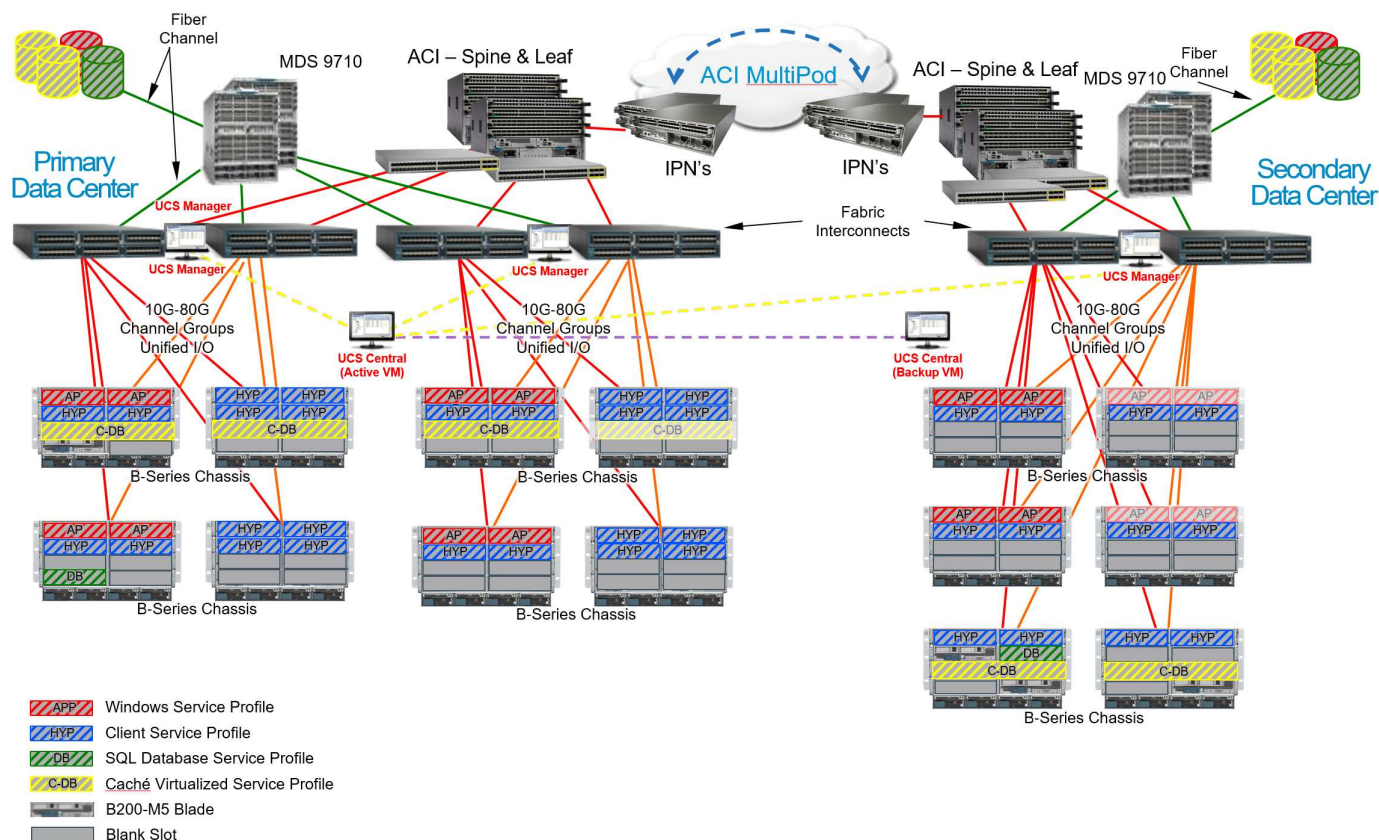 Fiber
Channel
MDS 9710
ACI – Spine & Leaf
ACI MultiPod
ACI – Spine & Leaf
MDS 9710
Fiber
Channel
IPN's
IPN's
Primary
Data Center
Secondary
Data Center
UCS Manager
Fabric
Interconnects
UCS Manager
UCS Manager
UCS Manager
10G-80G
Channel Groups
Unified I/O
10G-80G
Channel Groups
Unified I/O
10G-80G
Channel Groups
Unified I/O
UCS Central
(Active VM)
UCS Central
(Backup VM)
AP AP
HYP HYP
C-DB
HYP HYP
HYP HYP
C-DB
B-Series Chassis
AP AP
HYP HYP
C-DB
HYP HYP
HYP HYP
C-DB
B-Series Chassis
AP AP
HYP HYP
AP AP
HYP HYP
B-Series Chassis
AP AP
HYP HYP
DB
HYP HYP
HYP HYP
B-Series Chassis
AP AP
HYP HYP
HYP HYP
HYP HYP
B-Series Chassis
AP AP
HYP HYP
AP AP
HYP HYP
HYP HYP
DB
C-DB
HYP HYP
C-DB
B-Series Chassis
APP Windows Service Profile
HYP Client Service Profile
DB SQL Database Service Profile
C-DB Caché Virtualized Service Profile
B200-M5 Blade
Blank Slot